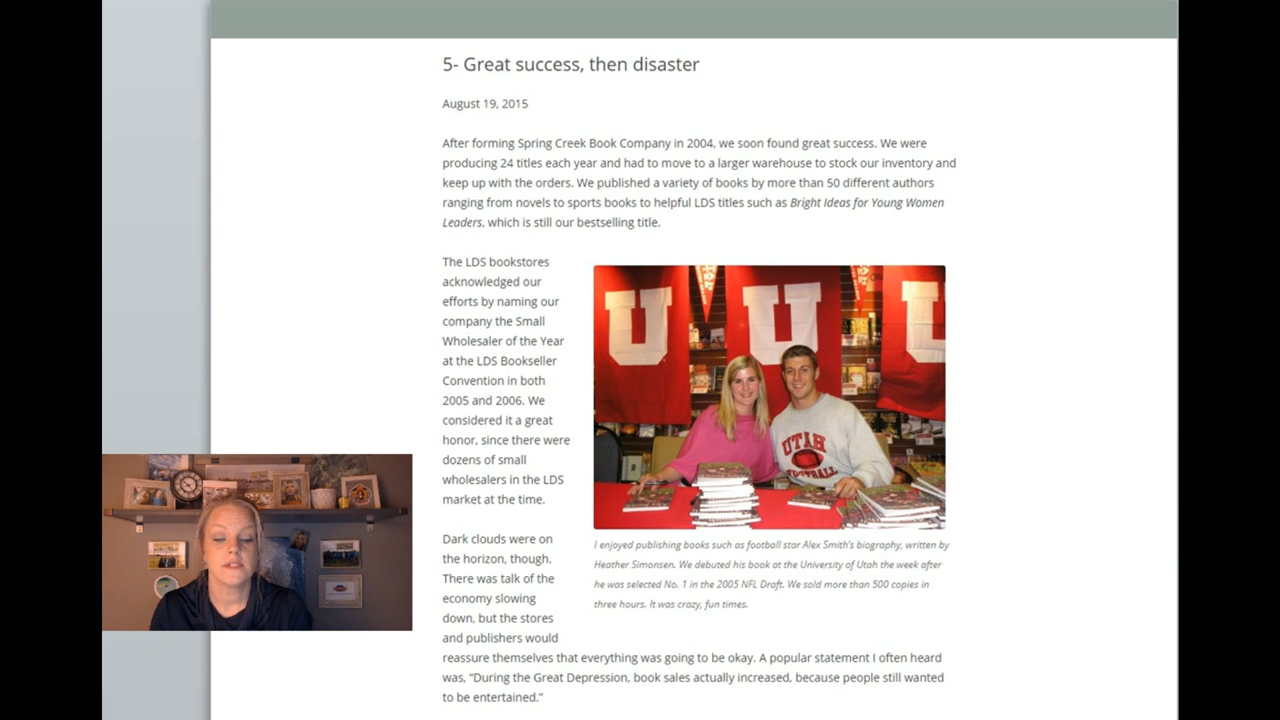 5- Great success, then disaster
August 19, 2015
After forming Spring Creek Book Company in 2004, we soon found great success. We were
producing 24 titles each year and had to move to a larger warehouse to stock our inventory and
keep up with the orders. We published a variety of books by more than 50 different authors
ranging from novels to sports books to helpful LDS titles such as Bright Ideas for Young Women
Leaders, which is still our bestselling title.
The LDS bookstores
acknowledged our
efforts by naming our
company the Small
Wholesaler of the Year
at the LDS Bookseller
Convention in both
2005 and 2006. We
considered it a great
honor, since there were
dozens of small
wholesalers in the LDS
market at the time.
U
U
U
UTAH
FOOTBALL
I enjoyed publishing books such as football star Alex Smith's biography, written by
Heather Simonsen. We debuted his book at the University of Utah the week after
he was selected No. 1 in the 2005 NFL Draft. We sold more than 500 copies in
three hours. It was crazy, fun times.
Dark clouds were on
the horizon, though.
There was talk of the
economy slowing
down, but the stores
and publishers would
reassure themselves that everything was going to be okay. A popular statement I often heard
was, “During the Great Depression, book sales actually increased, because people still wanted
to be entertained.”